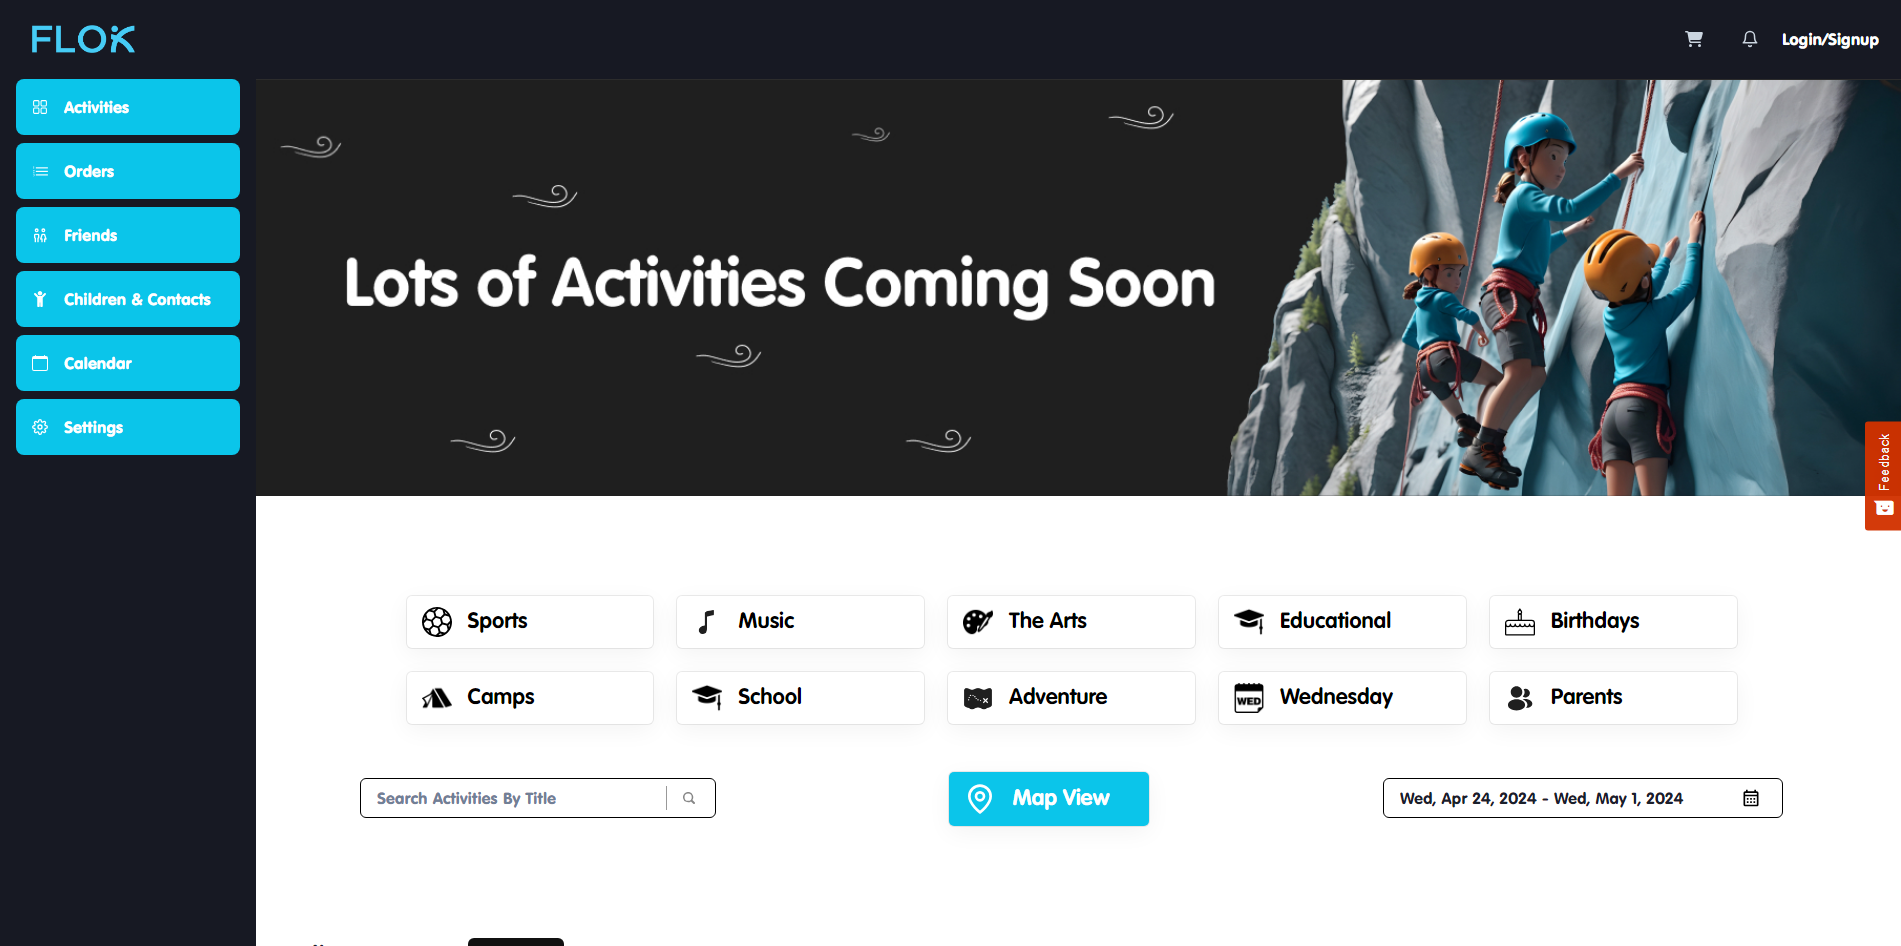 FLOK
Login/Signup
Activities
Orders
Friends
Children & Contacts
Calendar
Settings
Lots of Activities Coming Soon
Feedback
Sports
Music
The Arts
Educational
Birthdays
Camps
School
Adventure
WED
Wednesday
Parents
Search Activities By Title
Map View
Wed, Apr 24, 2024 - Wed, May 1, 2024